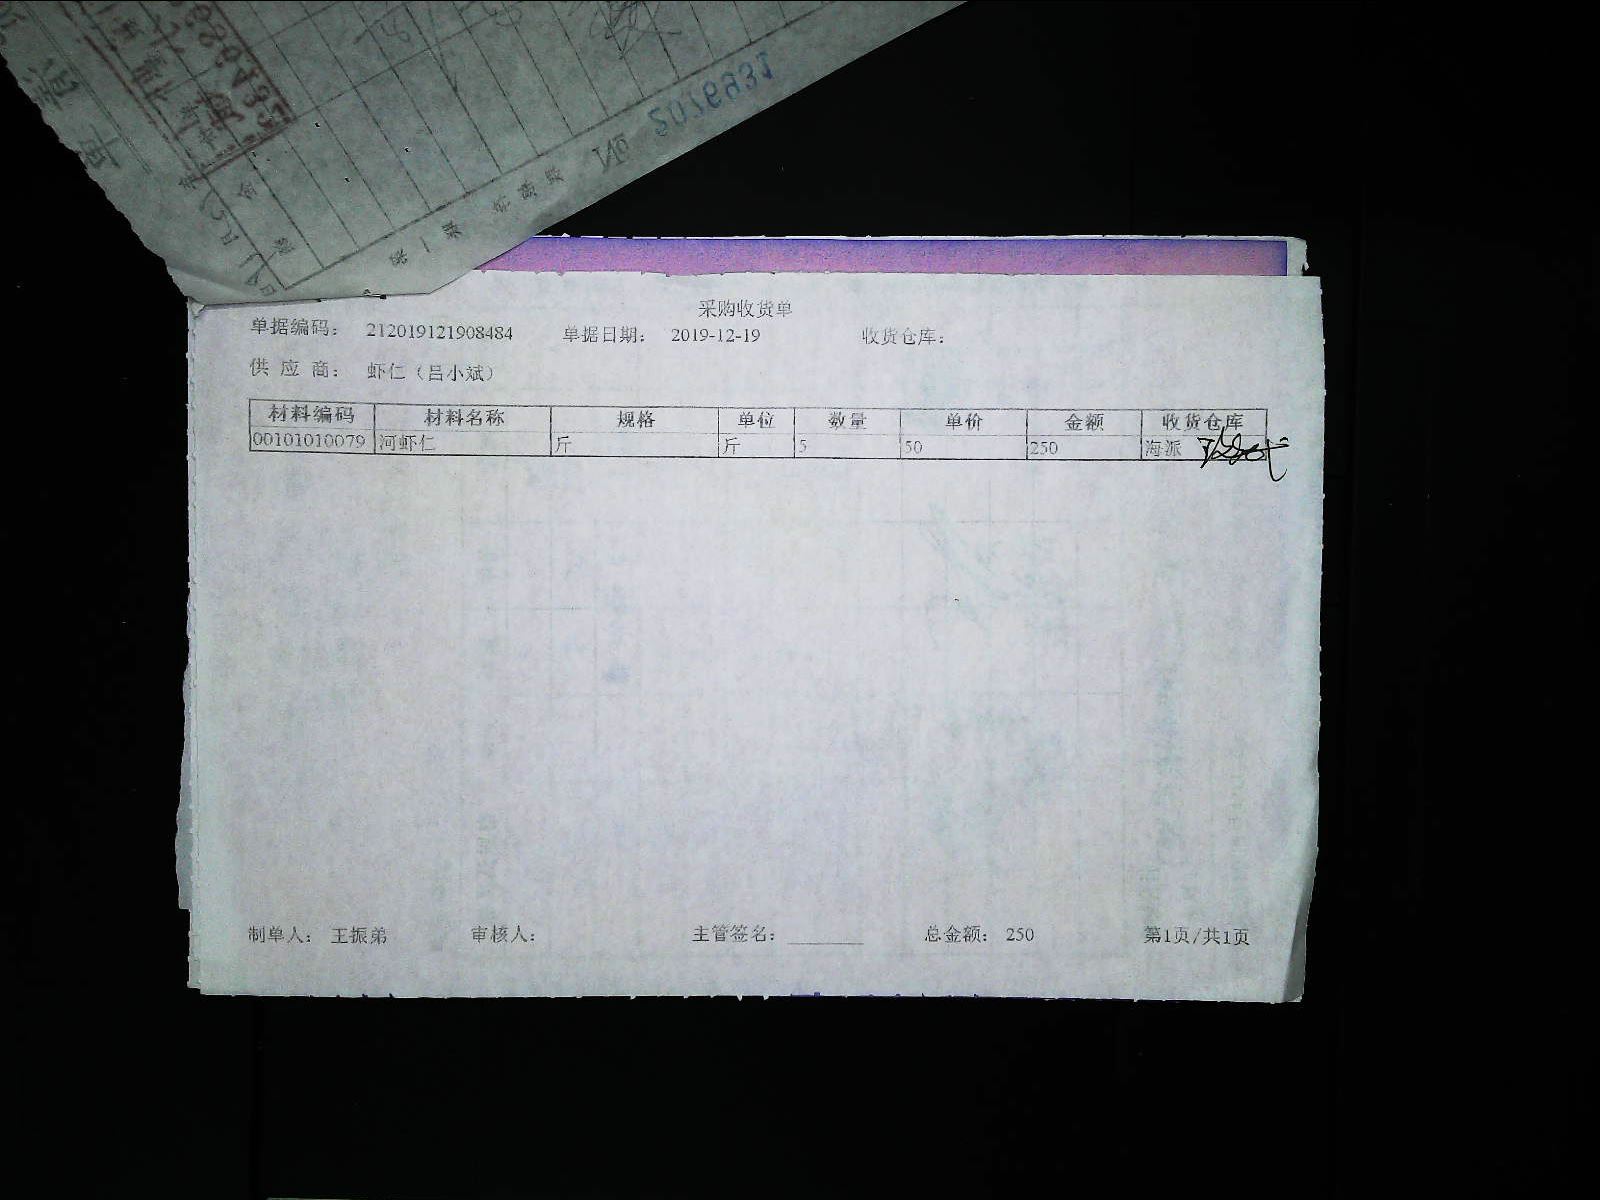 采购收货单
单据编码： 212019121908484 单据日期： 2019-12-19 收货仓库：
供 应 商： 虾仁（吕小斌）
材料编码 材料名称 规格 单位 数量 单价 金额 收货仓库
00101010079 河虾仁 斤 斤 5 50 250 海派
制单人： 王振弟 审核人： 主管签名： 总金额： 250 第1页/共1页